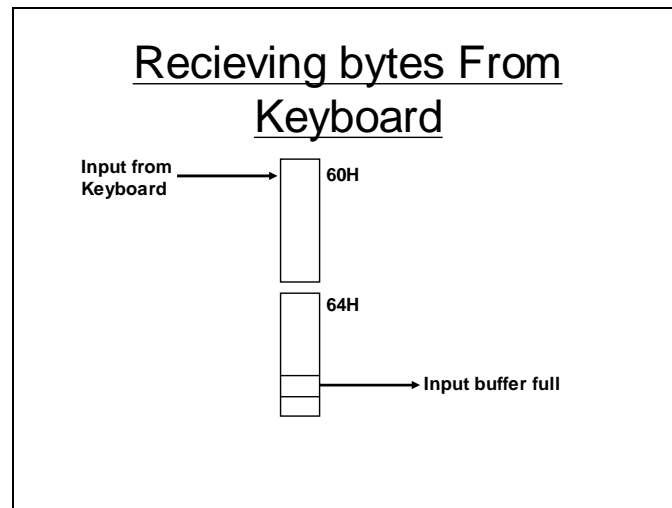 Recieving bytes From
Keyboard
Input from
Keyboard
60H
64H
Input buffer full